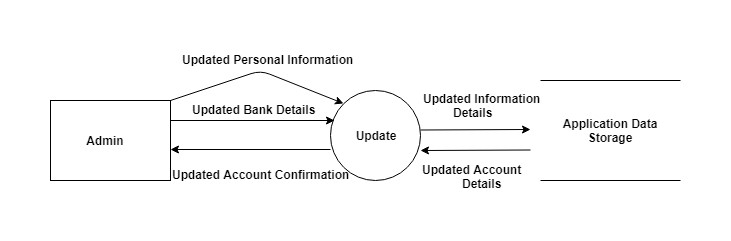 Updated Personal Information
Updated Bank Details
Admin
Updated Account Confirmation
Update
Updated Information
Details
Updated Account
Details
Application Data
Storage